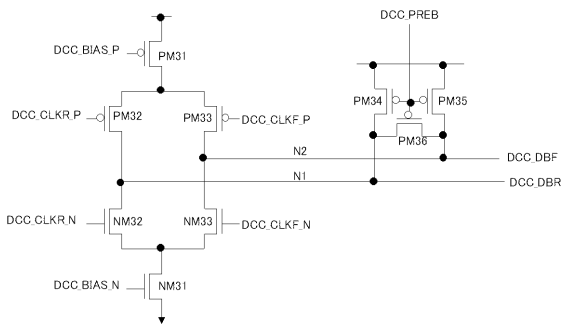 DCC_PREB
DCC_BIAS_P
PM31
PM34
PM35
DCC_CLKR_P
PM32
PM33
DCC_CLKF_P
PM36
N2
DCC_DBF
N1
DCC_DBR
DCC_CLKR_N
NM32
NM33
DCC_CLKF_N
DCC_BIAS_N
NM31